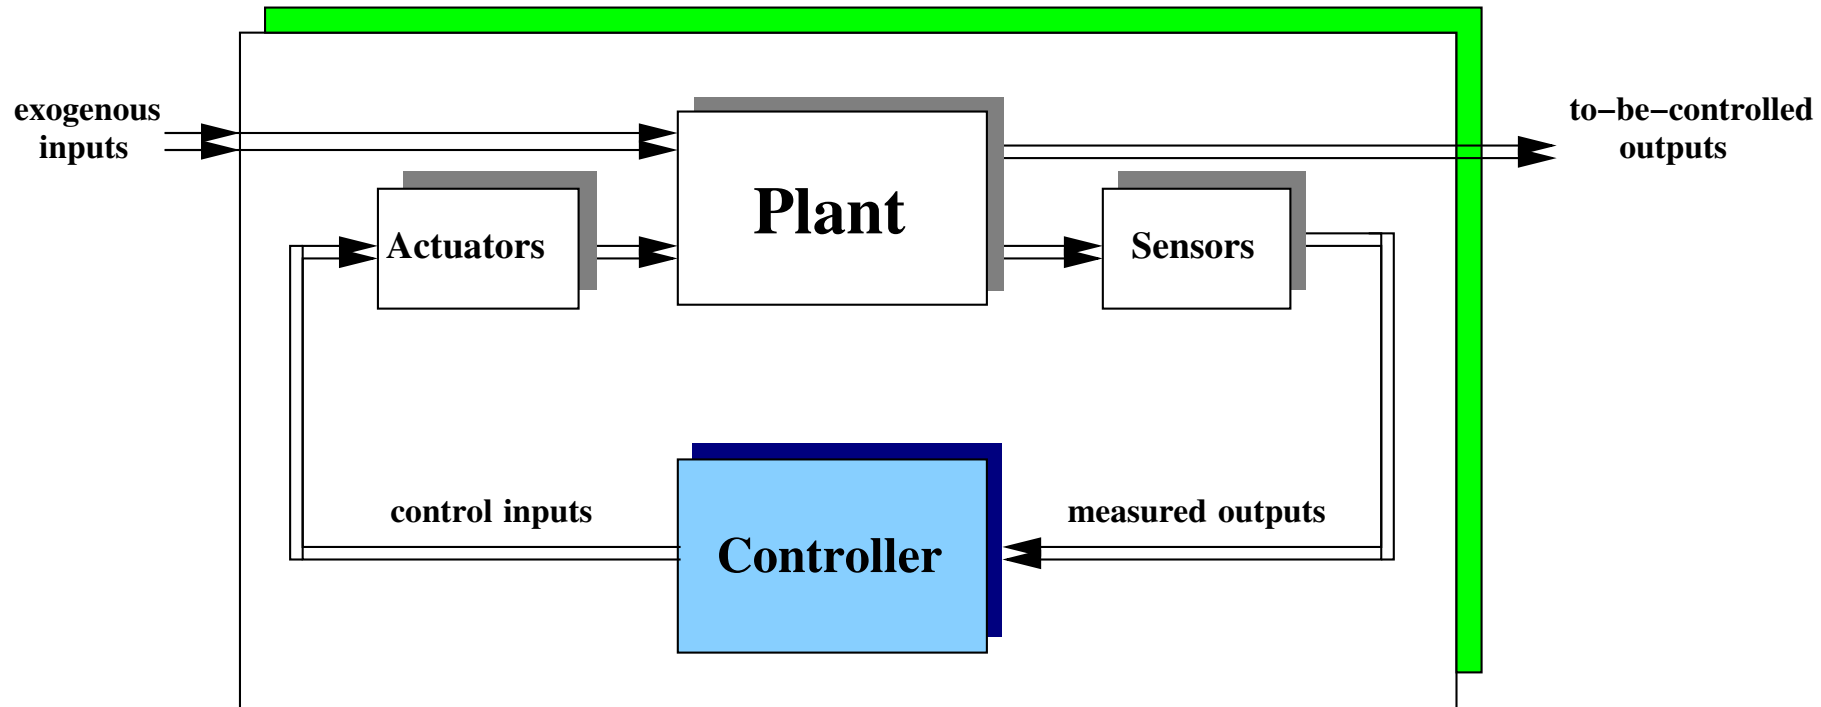 exogenous
inputs
to−be−controlled
outputs
Plant
Actuators
Sensors
control inputs
measured outputs
Controller